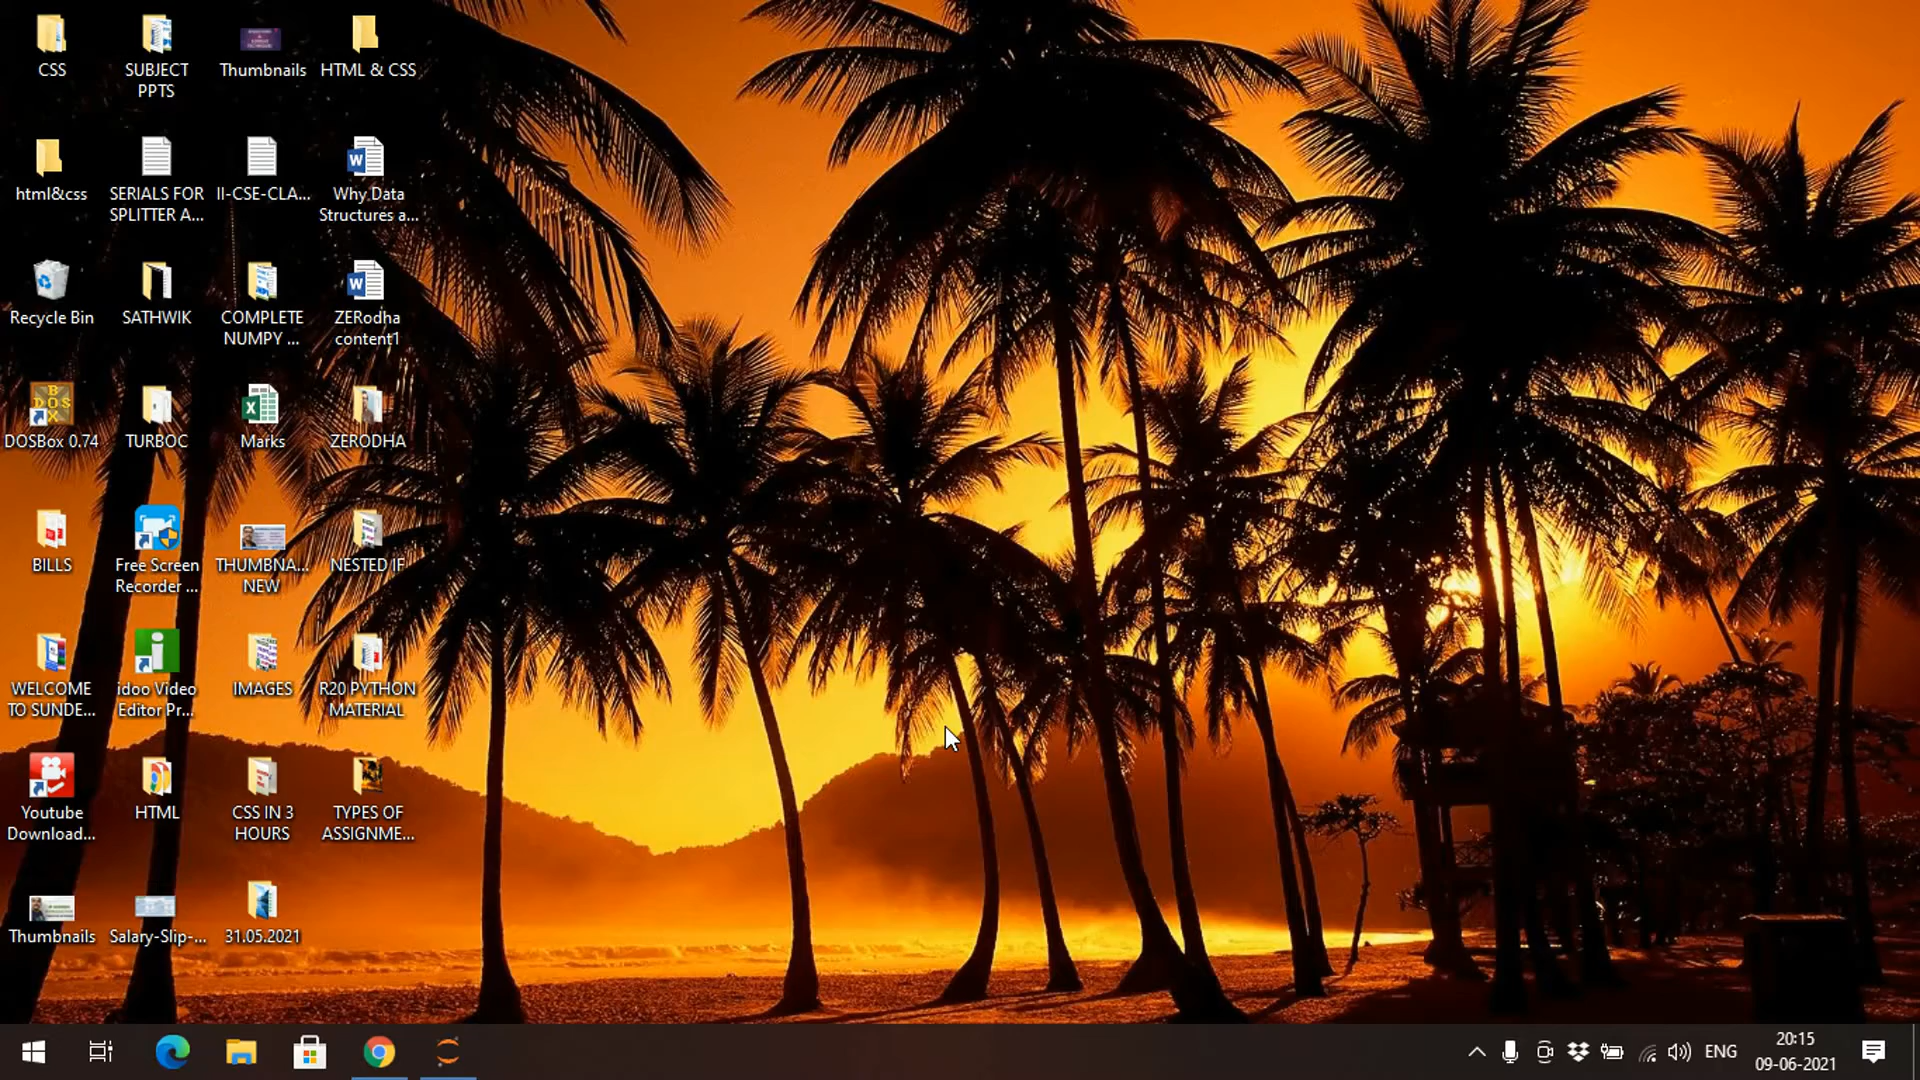 CSS
SUBJECT
PPTS
Thumbnails
HTML & CSS
html&css
SERIALS FOR
SPLITTER A...
II-CSE-CLA...
Why Data
Structures a...
Recycle Bin
SATHWIK
COMPLETE
NUMPY ...
ZERodha
content1
DOSBox 0.74
TURBOC
Marks
ZERODHA
BILLS
Free Screen
Recorder ...
THUMBNA...
NEW
NESTED IF
WELCOME
TO SUNDE...
idoo Video
Editor Pr...
IMAGES
R20 PYTHON
MATERIAL
Youtube
Download...
HTML
CSS IN 3
HOURS
TYPES OF
ASSIGNME...
Thumbnails
Salary-Slip-...
31.05.2021
ENG
20:15
09-06-2021